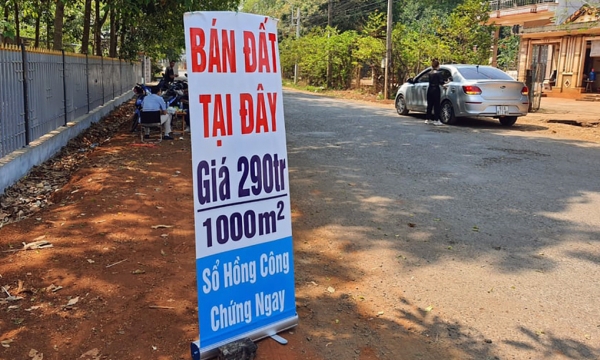 BÁN ĐẤT
TẠI ĐÂY
Giá 290tr
1000m²
Sổ Hồng Công
Chứng Ngay